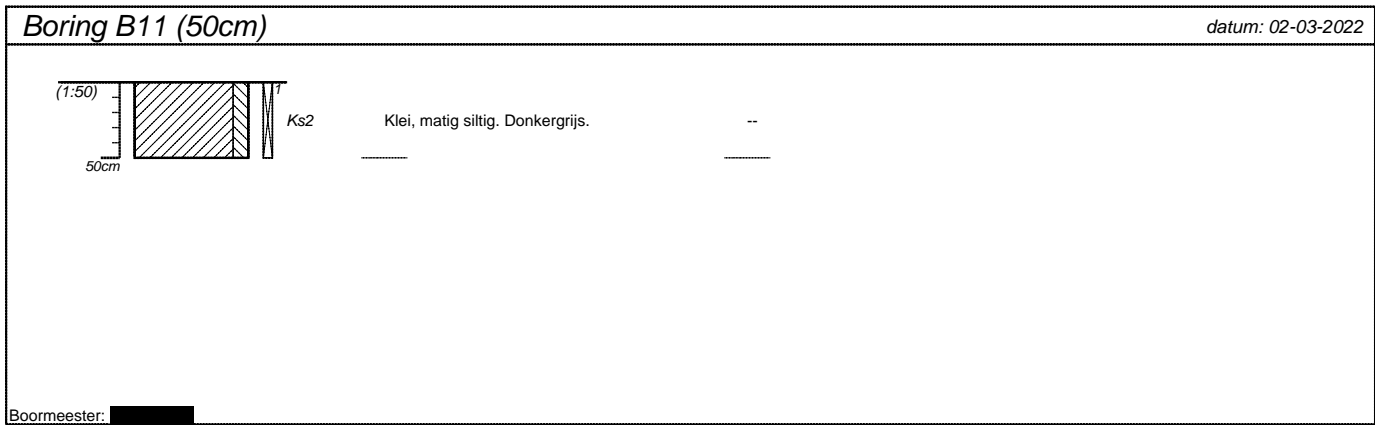 Boring B11 (50cm)
datum: 02-03-2022
(1:50)
1
Ks2 Klei, matig siltig. Donkergrijs. --
50cm
Boormeester: